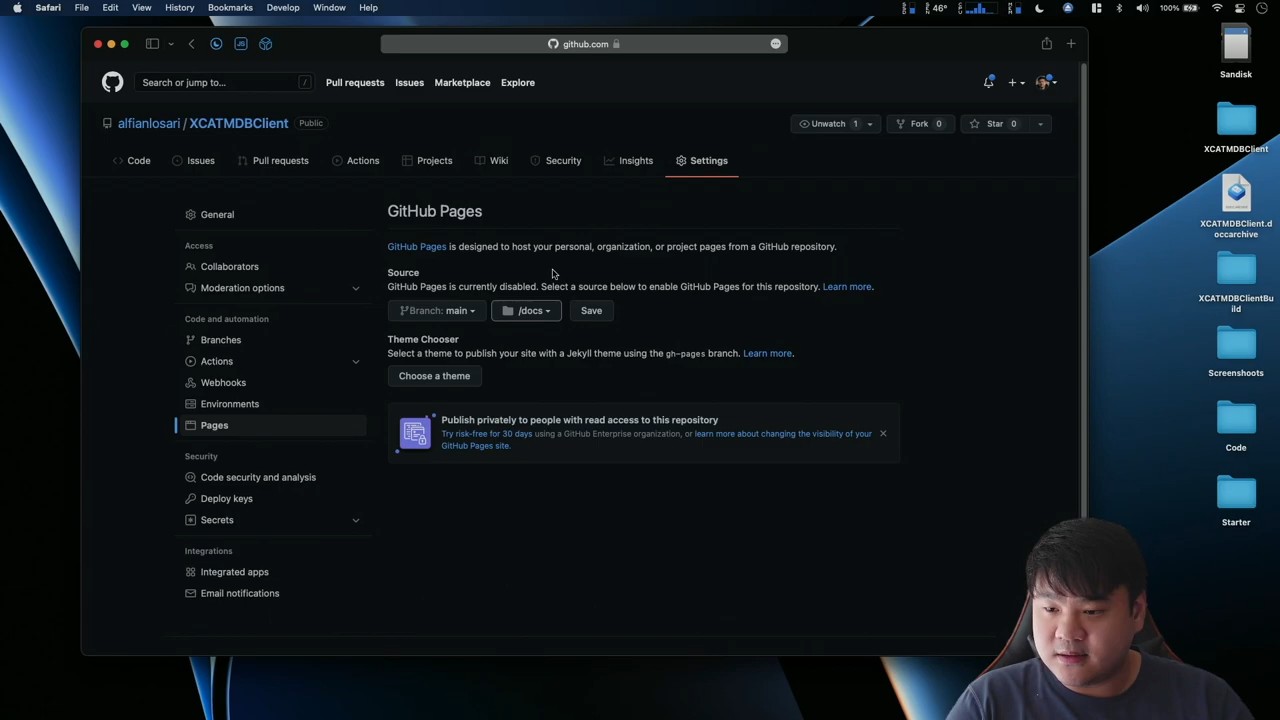 Safari File Edit View History Bookmarks Develop Window Help
46° 100%
github.com
Search or jump to... /
Pull requests Issues Marketplace Explore
alfianlosari / XCATMDBClient Public
Unwatch 1 Fork 0 Star 0
Code Issues Pull requests Actions Projects Wiki Security Insights Settings
General
Access
Collaborators
Moderation options
Code and automation
Branches
Actions
Webhooks
Environments
Pages
Security
Code security and analysis
Deploy keys
Secrets
Integrations
Integrated apps
Email notifications
GitHub Pages
GitHub Pages is designed to host your personal, organization, or project pages from a GitHub repository.
Source
GitHub Pages is currently disabled. Select a source below to enable GitHub Pages for this repository. Learn more.
Branch: main /docs Save
Theme Chooser
Select a theme to publish your site with a Jekyll theme using the gh-pages branch. Learn more.
Choose a theme
Publish privately to people with read access to this repository
Try risk-free for 30 days using a GitHub Enterprise organization, or learn more about changing the visibility of your
GitHub Pages site.
Sandisk
XCATMDBClient
XCATMDBClient.d
occarchive
XCATMDBClientBu
ild
Screenshoots
Code
Starter